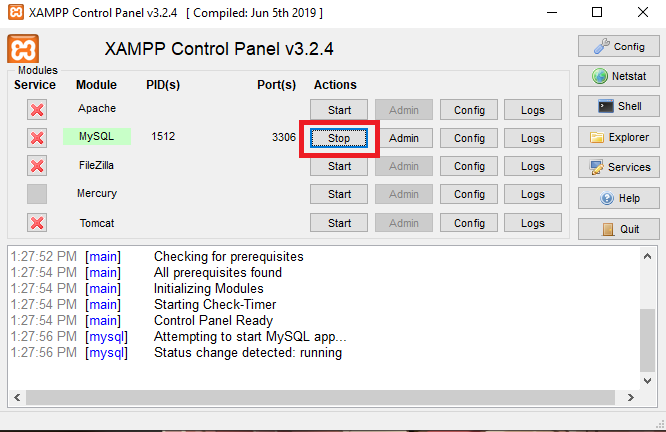 XAMPP Control Panel v3.2.4 [ Compiled: Jun 5th 2019 ]
XAMPP Control Panel v3.2.4
Config
Modules
Service Module PID(s) Port(s) Actions
Netstat
Apache Start Admin Config Logs
Shell
MySQL 1512 3306 Stop Admin Config Logs
Explorer
FileZilla Start Admin Config Logs
Services
Mercury Start Admin Config Logs
Help
Tomcat Start Admin Config Logs
Quit
1:27:52 PM [main] Checking for prerequisites
1:27:54 PM [main] All prerequisites found
1:27:54 PM [main] Initializing Modules
1:27:54 PM [main] Starting Check-Timer
1:27:54 PM [main] Control Panel Ready
1:27:56 PM [mysql] Attempting to start MySQL app...
1:27:56 PM [mysql] Status change detected: running